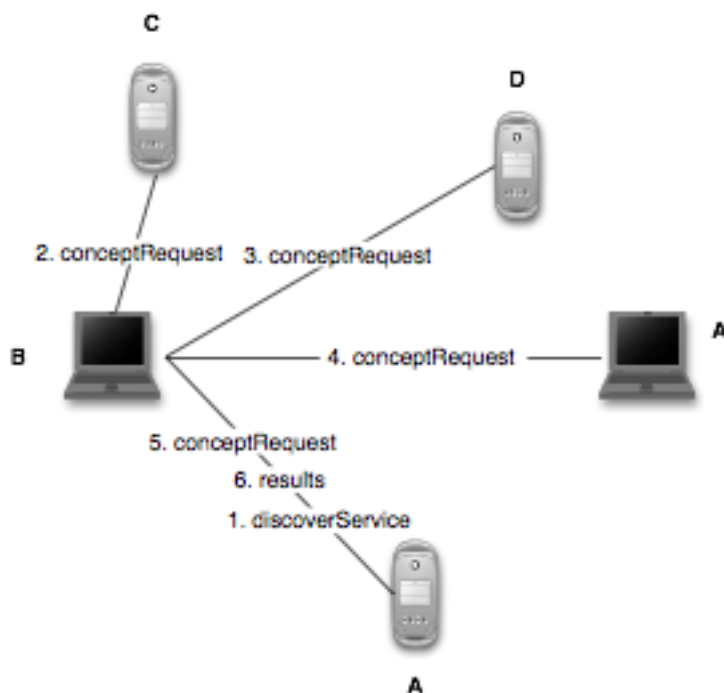 C
D
2. conceptRequest
3. conceptRequest
A
B
4. conceptRequest
5. conceptRequest
6. results
1. discoverService
A